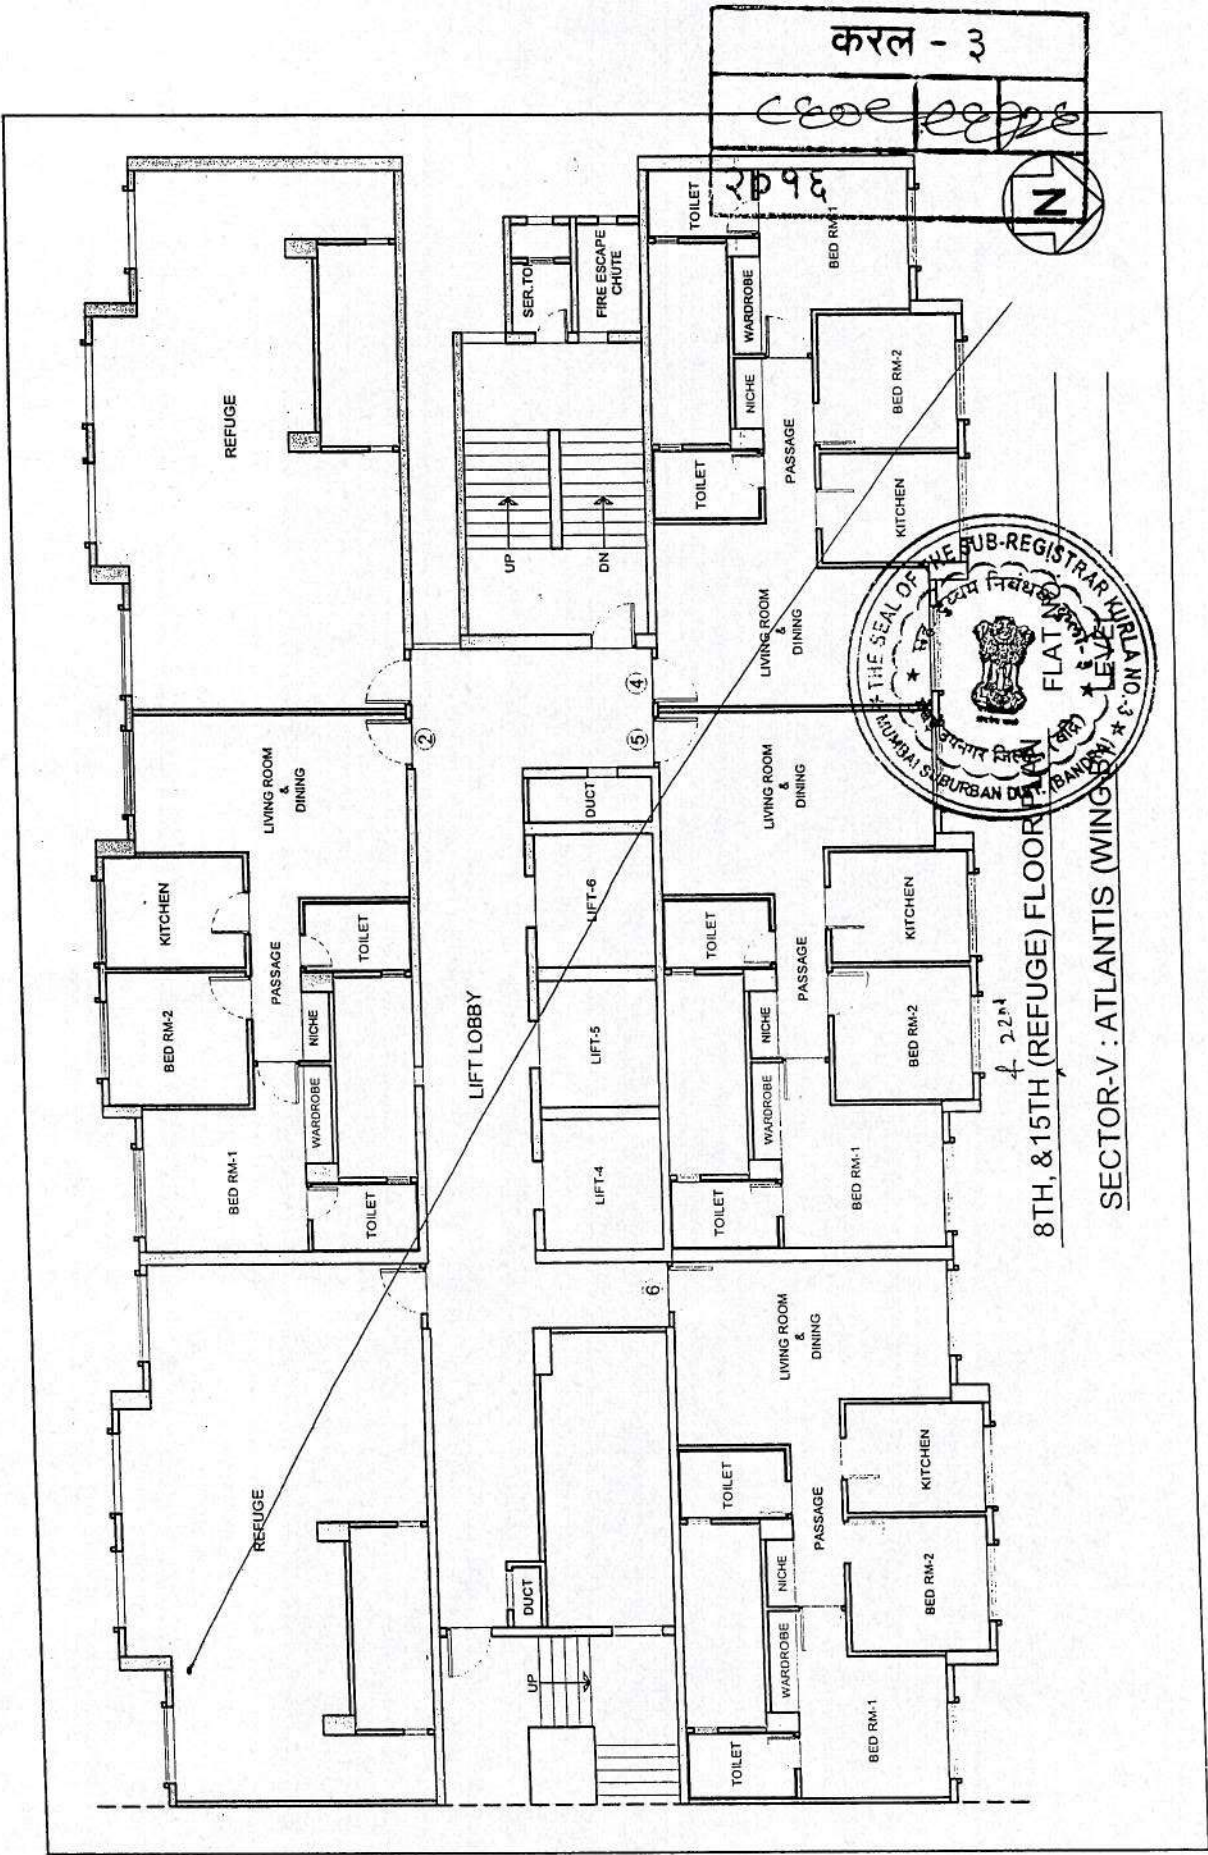 करल - ३
२०१६
N
REFUGE
TOILET
BED RM-1
SER.TO
FIRE ESCAPE
CHUTE
WARDROBE
NICHE
BED RM-2
TOILET
PASSAGE
KITCHEN
UP
DN
LIVING ROOM
&
DINING
④
②
⑤
LIVING ROOM
&
DINING
LIVING ROOM
&
DINING
DUCT
KITCHEN
TOILET
PASSAGE
BED RM-2
NICHE
WARDROBE
BED RM-1
TOILET
LIFT LOBBY
LIFT-6
LIFT-5
LIFT-4
TOILET
KITCHEN
PASSAGE
NICHE
BED RM-2
WARDROBE
TOILET
BED RM-1
6
LIVING ROOM
&
DINING
REFUGE
TOILET
KITCHEN
PASSAGE
DUCT
NICHE
BED RM-2
WARDROBE
UP
TOILET
BED RM-1
THE SEAL OF THE SUB-REGISTRAR KURLA NO.-3
MUMBAI SUBURBAN DIST. (BANDRA)
& 22nd
8TH, & 15TH (REFUGE) FLOOR PLAN
FLAT
SECTOR-V : ATLANTIS (WING-B)
LEVEL